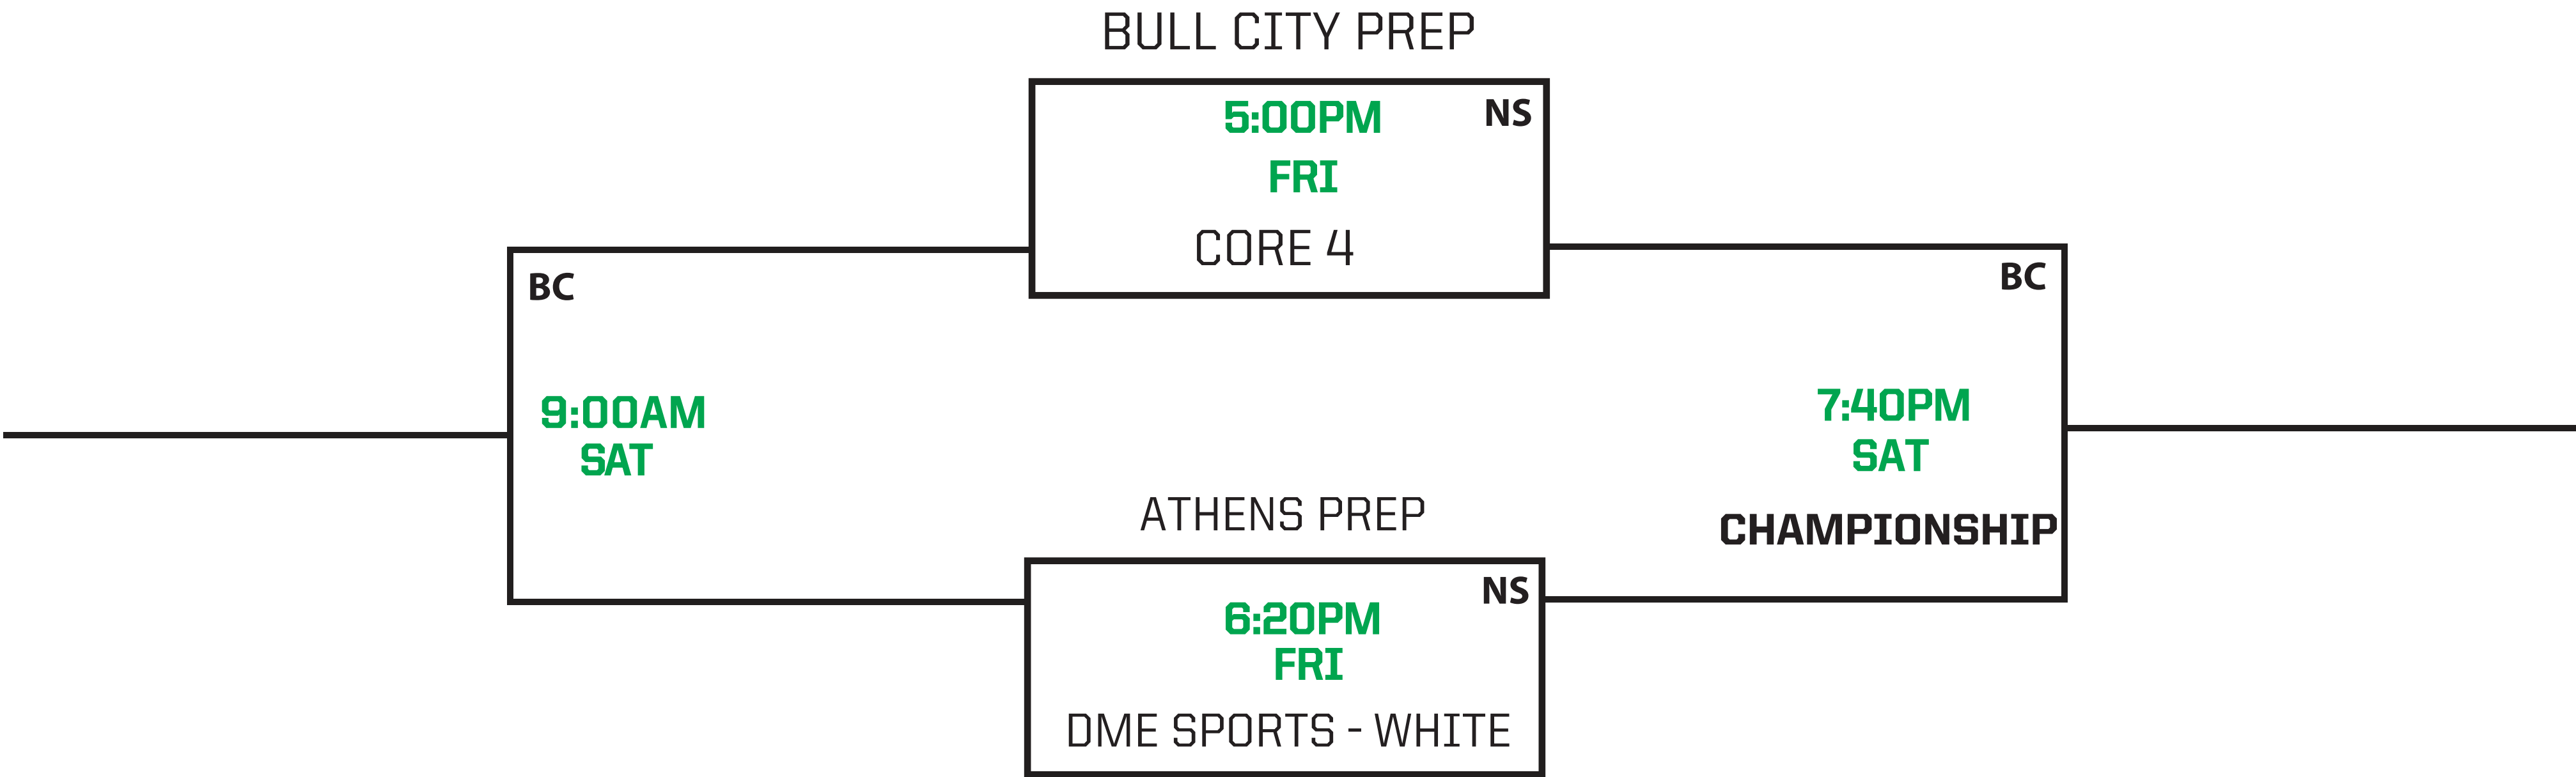 BULL CITY PREP
5:00PM
NS
FRI
CORE 4
BC
BC
9:00AM
SAT
7:40PM
SAT
CHAMPIONSHIP
ATHENS PREP
NS
6:20PM
FRI
DME SPORTS - WHITE